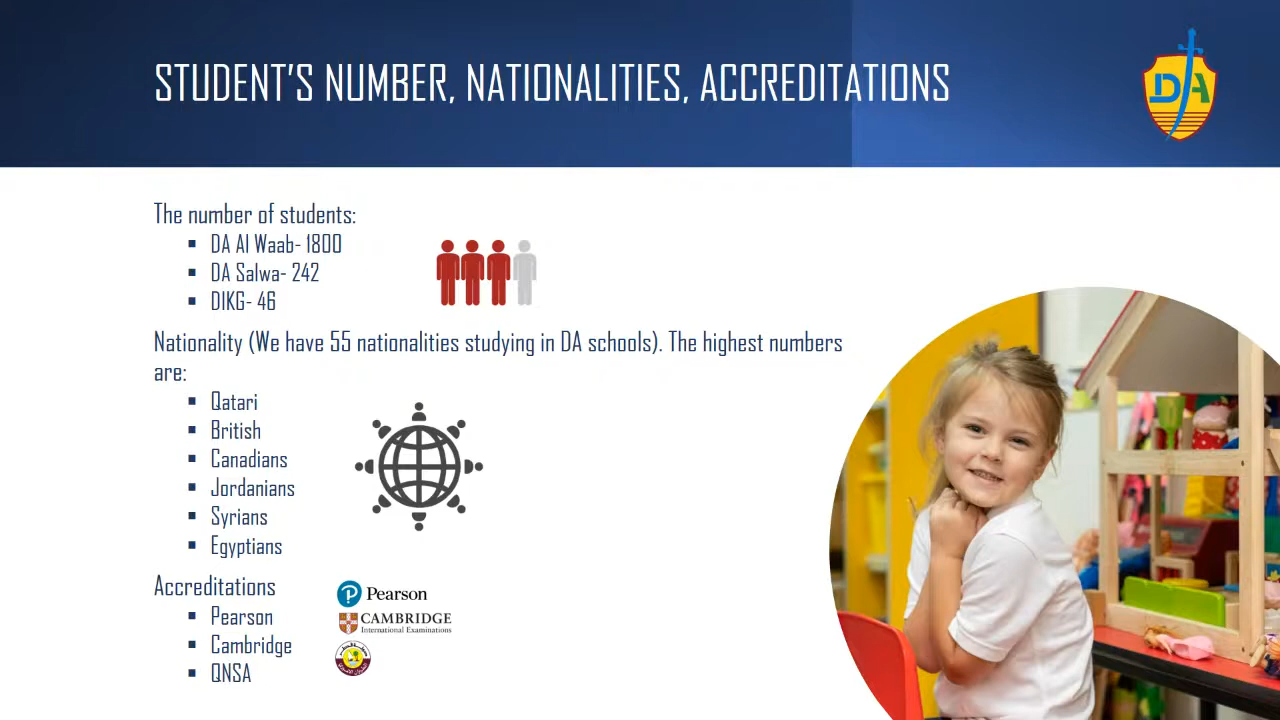 STUDENT'S NUMBER, NATIONALITIES, ACCREDITATIONS
DA
The number of students:
▪ DA Al Waab- 1800
▪ DA Salwa- 242
▪ DIKG- 46
Nationality (We have 55 nationalities studying in DA schools). The highest numbers
are:
▪ Qatari
▪ British
▪ Canadians
▪ Jordanians
▪ Syrians
▪ Egyptians
Accreditations
▪ Pearson
▪ Cambridge
▪ QNSA
P Pearson
CAMBRIDGE
International Examinations